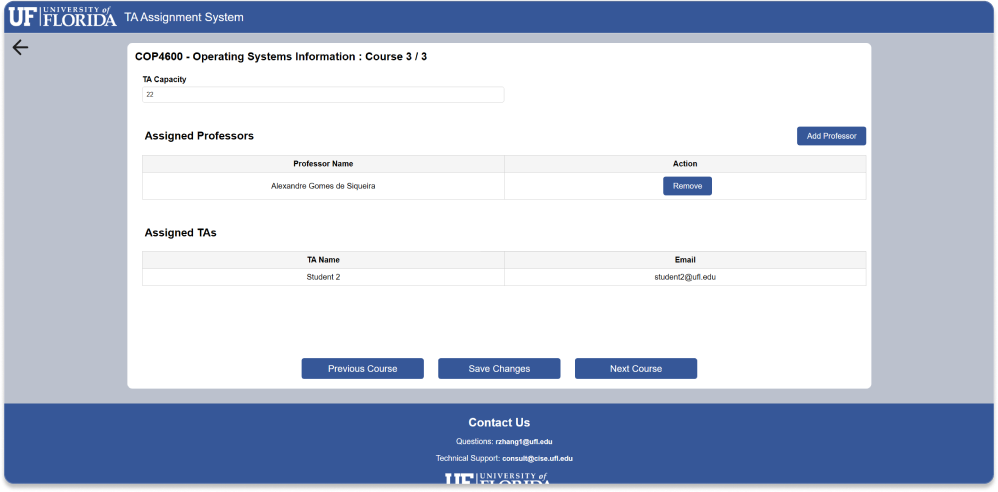 UF UNIVERSITY of FLORIDA TA Assignment System
COP4600 - Operating Systems Information : Course 3 / 3
TA Capacity
22
Assigned Professors
Add Professor
Professor Name Action
Alexandre Gomes de Siqueira Remove
Assigned TAs
TA Name Email
Student 2 student2@ufl.edu
Previous Course Save Changes Next Course
Contact Us
Questions: rzhang1@ufl.edu
Technical Support: consult@cise.ufl.edu
UF UNIVERSITY of
FLORIDA